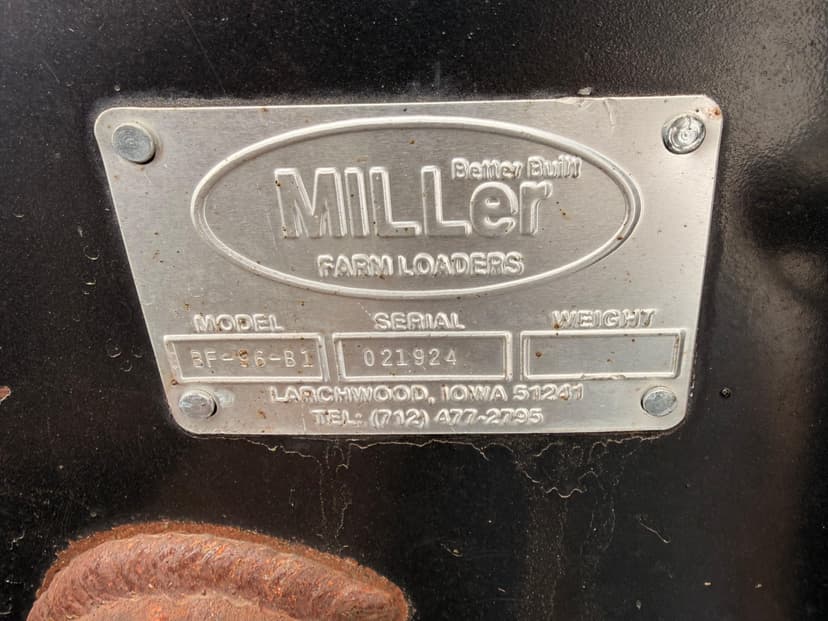 Better Built
MILLer
FARM LOADERS
MODEL SERIAL WEIGHT
BF-96-B1 021924
LARCHWOOD, IOWA 51241
TEL: (712) 477-2795